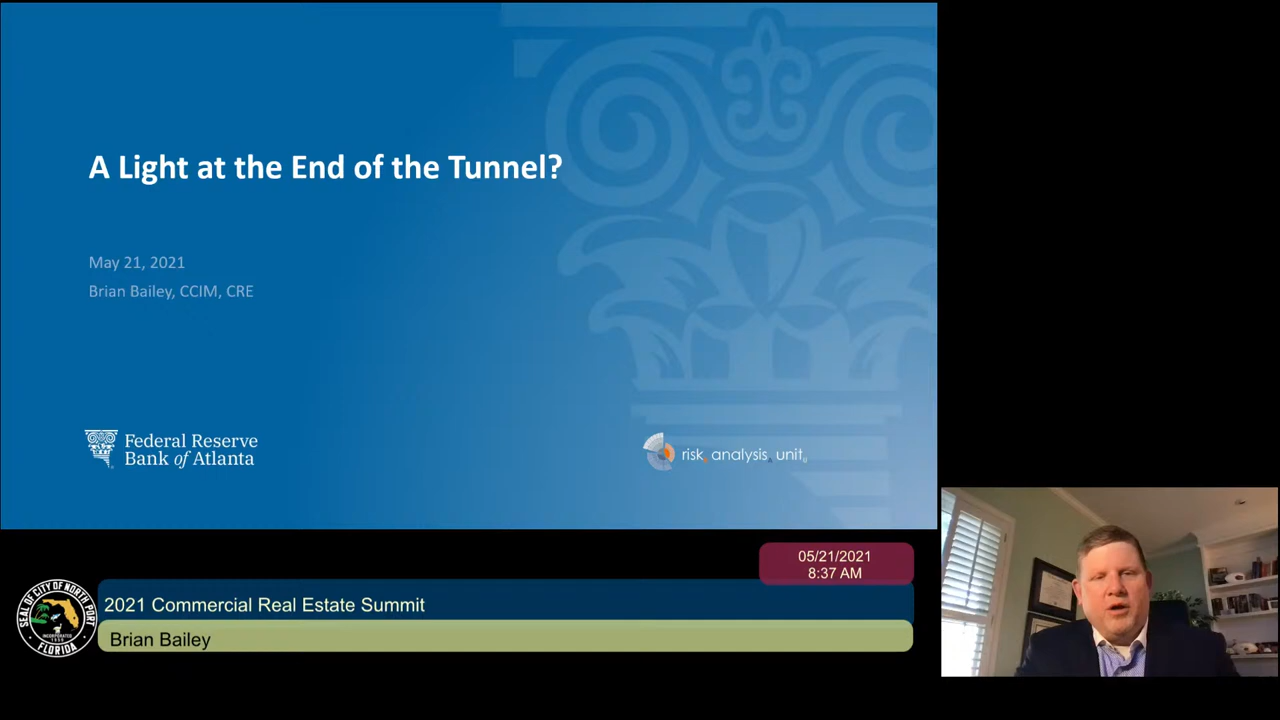 A Light at the End of the Tunnel?
May 21, 2021
Brian Bailey, CCIM, CRE
Federal Reserve
Bank of Atlanta
risk analysis unit
05/21/2021
8:37 AM
2021 Commercial Real Estate Summit
Brian Bailey
SEAL OF CITY OF NORTH PORT
INCORPORATED
FLORIDA